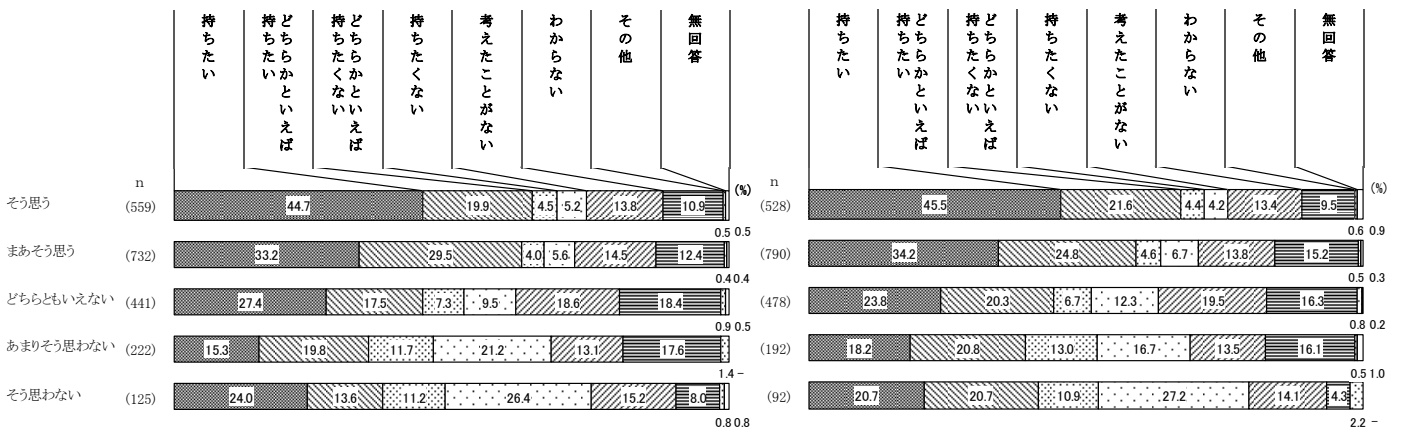 持ちたい
どちらかといえば
持ちたい
どちらかといえば
持ちたくない
持ちたくない
考えたことがない
わからない
その他
無回答
持ちたい
どちらかといえば
持ちたい
どちらかといえば
持ちたくない
持ちたくない
考えたことがない
わからない
その他
無回答
n (%) n (%)
そう思う (559) 44.7 19.9 4.5 5.2 13.8 10.9 (528) 45.5 21.6 4.4 4.2 13.4 9.5
0.5 0.5 0.6 0.9
まあそう思う (732) 33.2 29.5 4.0 5.6 14.5 12.4 (790) 34.2 24.8 4.6 6.7 13.8 15.2
0.4 0.4 0.5 0.3
どちらともいえない (441) 27.4 17.5 7.3 9.5 18.6 18.4 (478) 23.8 20.3 6.7 12.3 19.5 16.3
0.9 0.5 0.8 0.2
あまりそう思わない (222) 15.3 19.8 11.7 21.2 13.1 17.6 (192) 18.2 20.8 13.0 16.7 13.5 16.1
1.4 - 0.5 1.0
そう思わない (125) 24.0 13.6 11.2 26.4 15.2 8.0 (92) 20.7 20.7 10.9 27.2 14.1 4.3
0.8 0.8 2.2 -